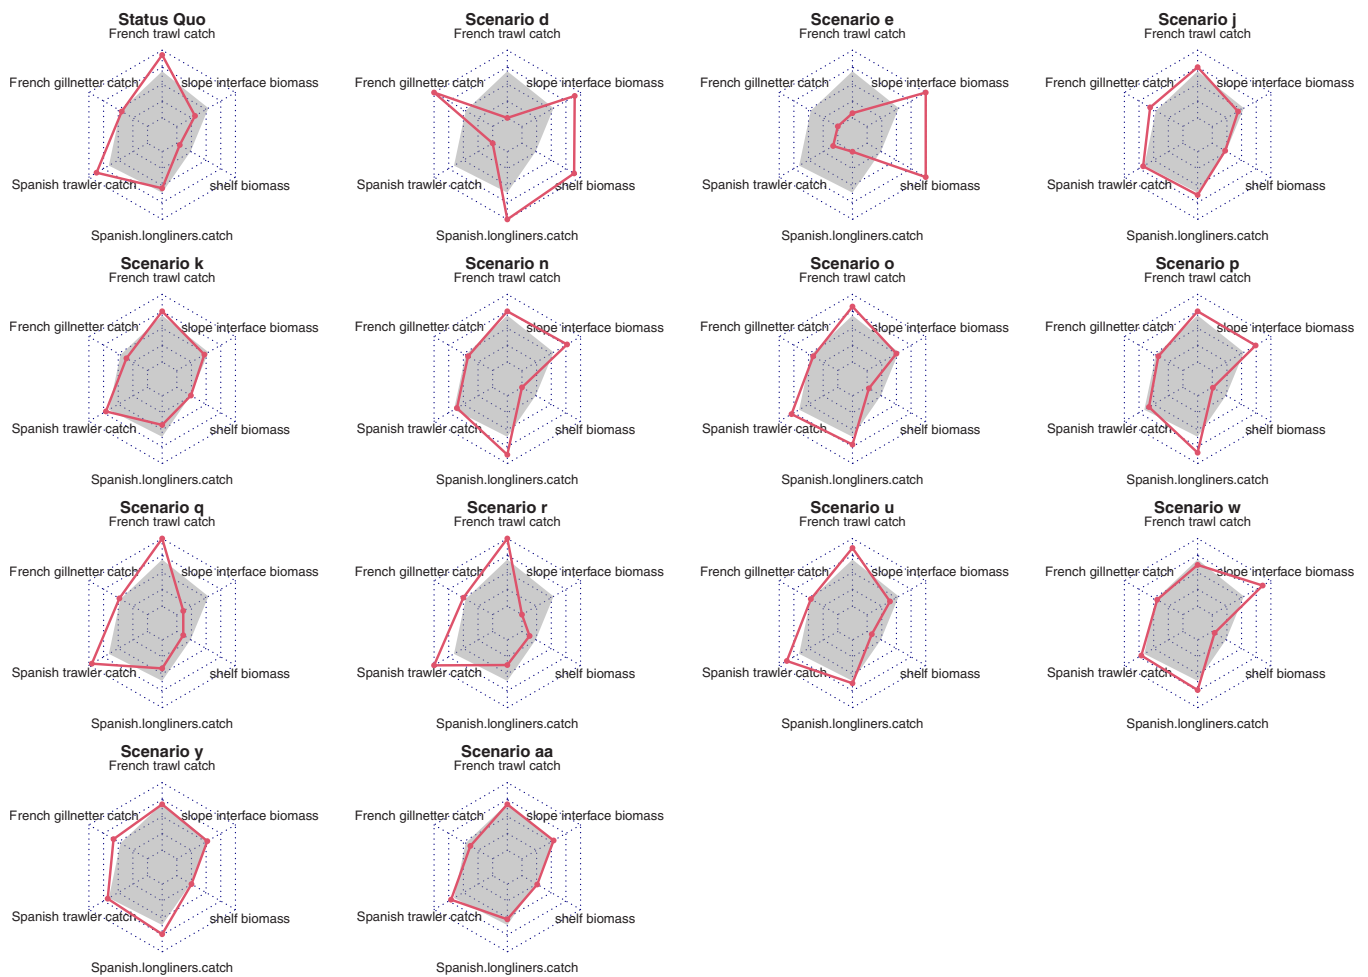 Status Quo
French trawl catch
French gillnetter catch
slope interface biomass
Spanish trawler catch
shelf biomass
Spanish.longliners.catch
Scenario d
French trawl catch
French gillnetter catch
slope interface biomass
Spanish trawler catch
shelf biomass
Spanish.longliners.catch
Scenario e
French trawl catch
French gillnetter catch
slope interface biomass
Spanish trawler catch
shelf biomass
Spanish.longliners.catch
Scenario j
French trawl catch
French gillnetter catch
slope interface biomass
Spanish trawler catch
shelf biomass
Spanish.longliners.catch
Scenario k
French trawl catch
French gillnetter catch
slope interface biomass
Spanish trawler catch
shelf biomass
Spanish.longliners.catch
Scenario n
French trawl catch
French gillnetter catch
slope interface biomass
Spanish trawler catch
shelf biomass
Spanish.longliners.catch
Scenario o
French trawl catch
French gillnetter catch
slope interface biomass
Spanish trawler catch
shelf biomass
Spanish.longliners.catch
Scenario p
French trawl catch
French gillnetter catch
slope interface biomass
Spanish trawler catch
shelf biomass
Spanish.longliners.catch
Scenario q
French trawl catch
French gillnetter catch
slope interface biomass
Spanish trawler catch
shelf biomass
Spanish.longliners.catch
Scenario r
French trawl catch
French gillnetter catch
slope interface biomass
Spanish trawler catch
shelf biomass
Spanish.longliners.catch
Scenario u
French trawl catch
French gillnetter catch
slope interface biomass
Spanish trawler catch
shelf biomass
Spanish.longliners.catch
Scenario w
French trawl catch
French gillnetter catch
slope interface biomass
Spanish trawler catch
shelf biomass
Spanish.longliners.catch
Scenario y
French trawl catch
French gillnetter catch
slope interface biomass
Spanish trawler catch
shelf biomass
Spanish.longliners.catch
Scenario aa
French trawl catch
French gillnetter catch
slope interface biomass
Spanish trawler catch
shelf biomass
Spanish.longliners.catch